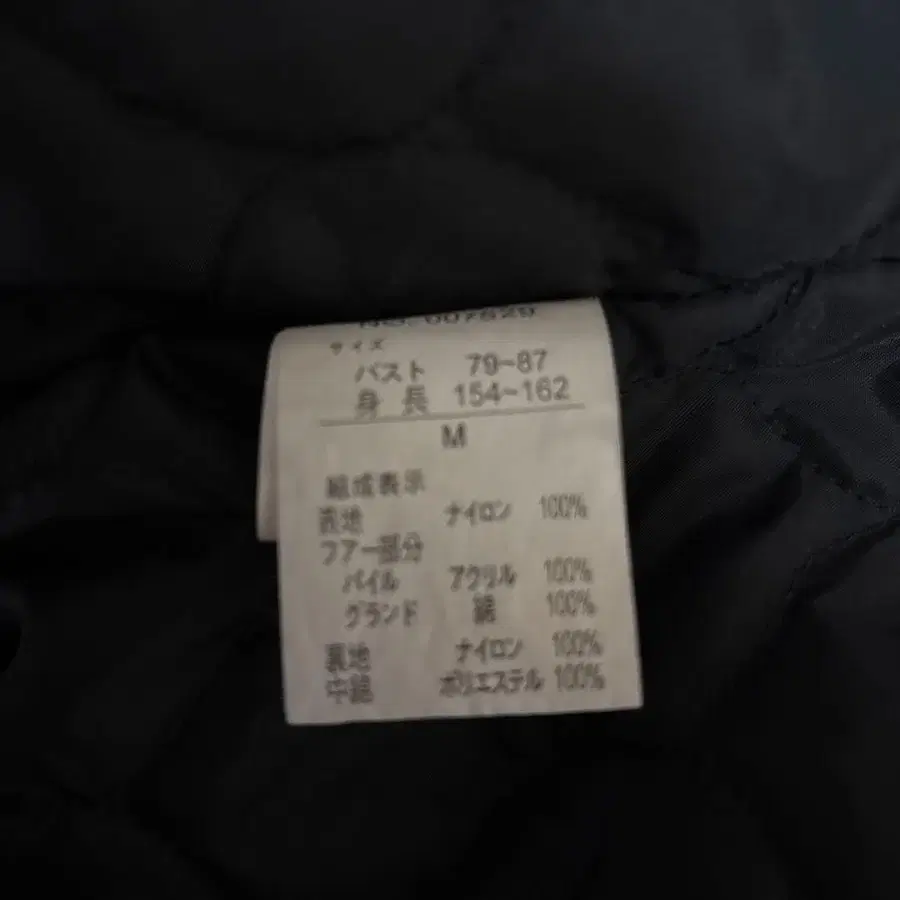 NO. 007629
サイズ
バスト 79-87
身長 154-162
M
組成表示
表地 ナイロン 100%
ファー部分
パイル アクリル 100%
グランド 綿 100%
裏地 ナイロン 100%
中綿 ポリエステル 100%